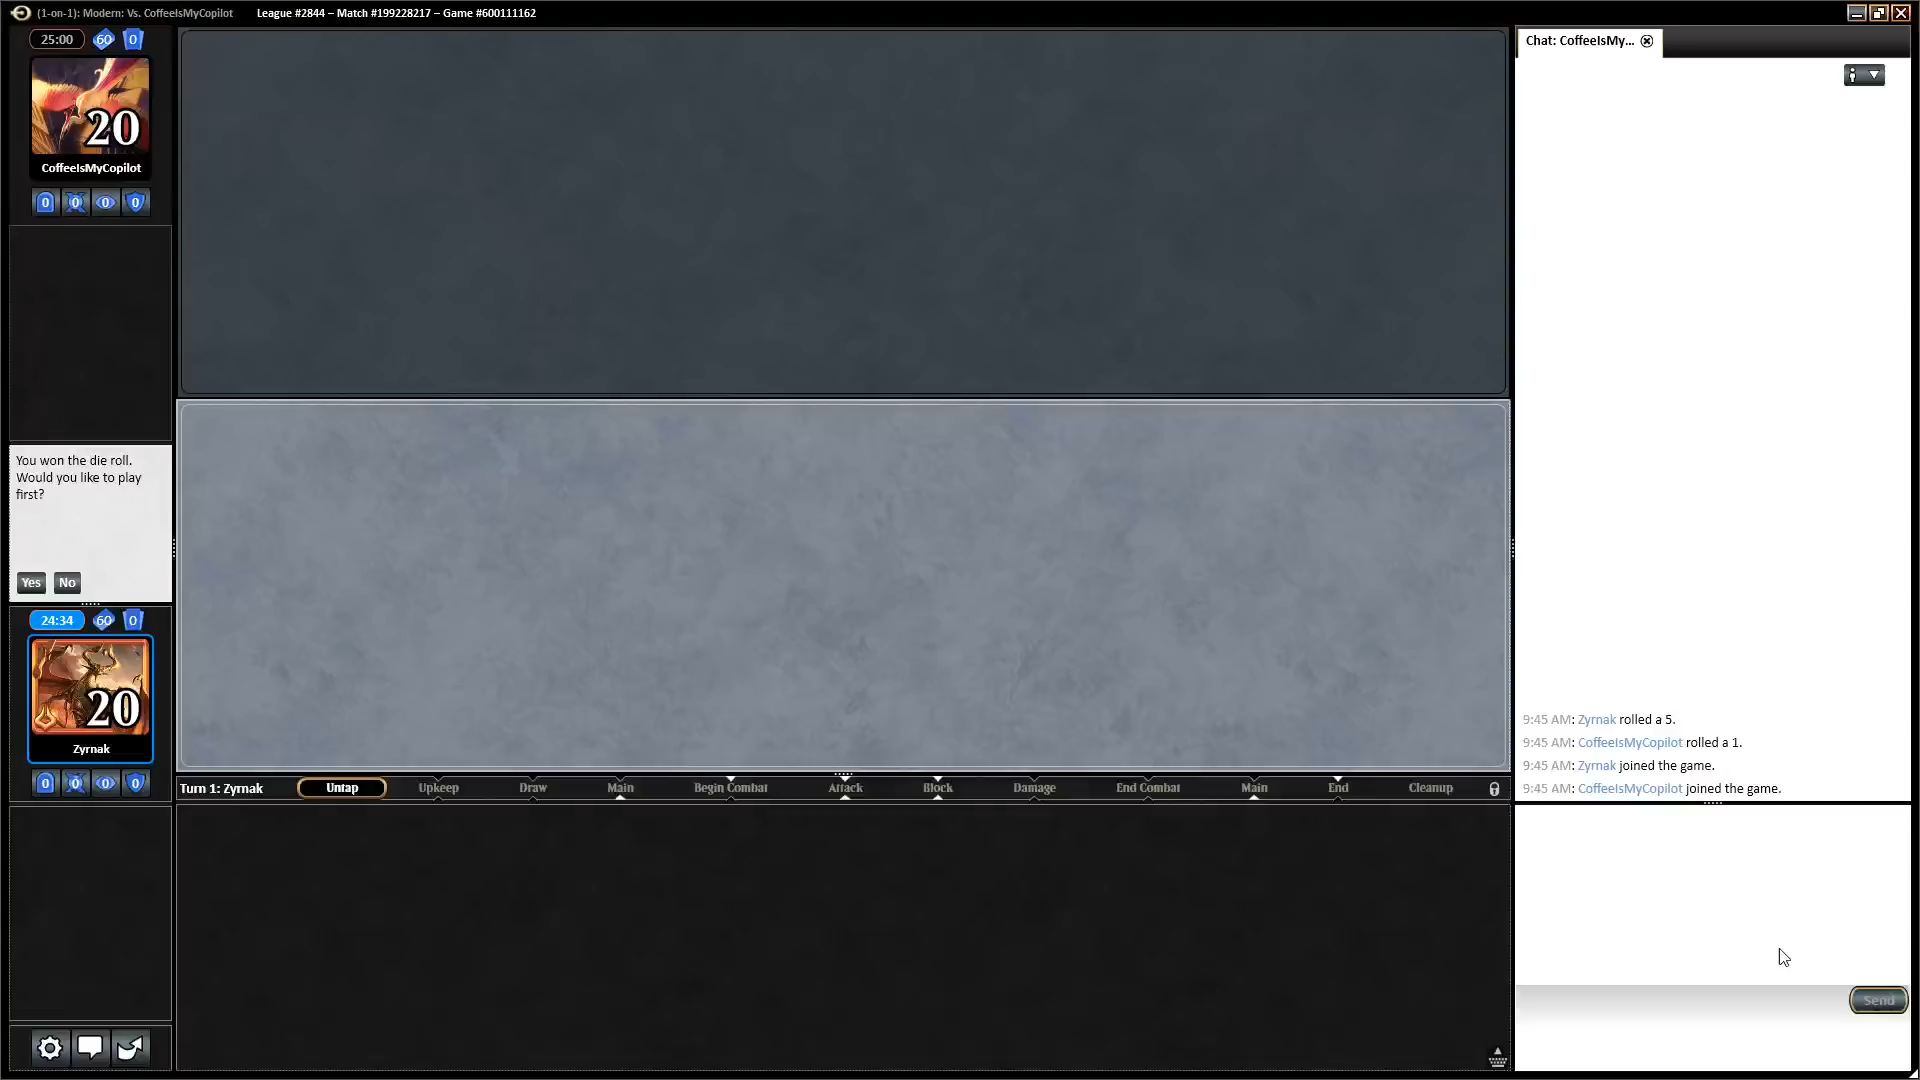 (1-on-1): Modern: Vs. CoffeeIsMyCopilot League #2844 – Match #199228217 – Game #600111162
25:00 60 0
20
CoffeeIsMyCopilot
0 0 0 0
You won the die roll.
Would you like to play
first?
Yes No
24:34 60 0
20
Zyrnak
0 0 0 0
Turn 1: Zyrnak Untap Upkeep Draw Main Begin Combat Attack Block Damage End Combat Main End Cleanup
Chat: CoffeeIsMy...
9:45 AM: Zyrnak rolled a 5.
9:45 AM: CoffeeIsMyCopilot rolled a 1.
9:45 AM: Zyrnak joined the game.
9:45 AM: CoffeeIsMyCopilot joined the game.
Send